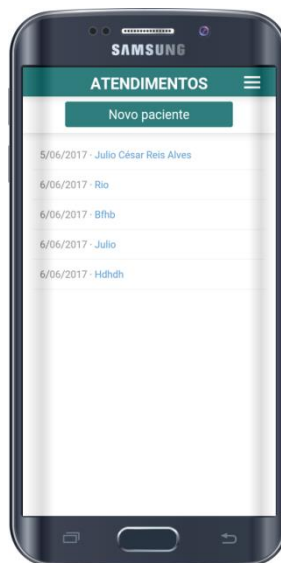 SAMSUNG
ATENDIMENTOS
Novo paciente
5/06/2017 · Julio César Reis Alves
6/06/2017 · Rio
6/06/2017 · Bfhb
6/06/2017 · Julio
6/06/2017 · Hdhdh